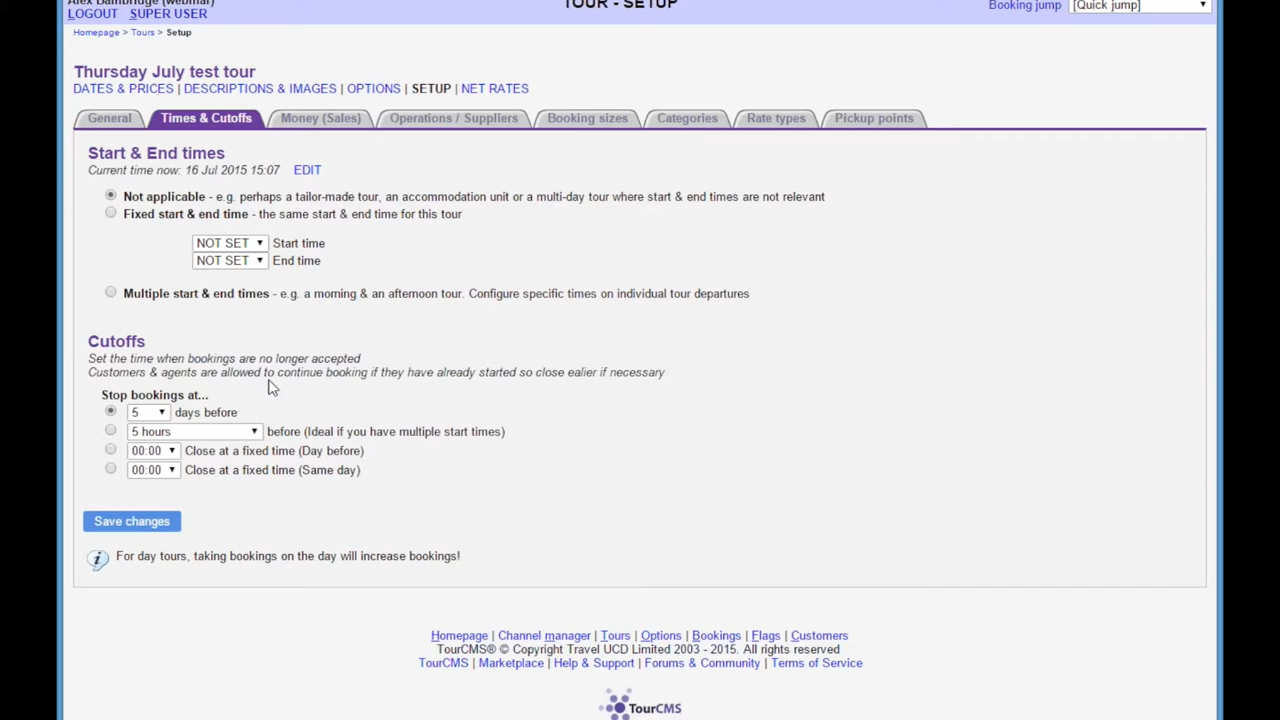 Alex Bainbridge (webinar)
LOGOUT SUPER USER
TOUR - SETUP
Booking jump [Quick jump]
Homepage > Tours > Setup
Thursday July test tour
DATES & PRICES | DESCRIPTIONS & IMAGES | OPTIONS | SETUP | NET RATES
General Times & Cutoffs Money (Sales) Operations / Suppliers Booking sizes Categories Rate types Pickup points
Start & End times
Current time now: 16 Jul 2015 15:07 EDIT
Not applicable - e.g. perhaps a tailor-made tour, an accommodation unit or a multi-day tour where start & end times are not relevant
Fixed start & end time - the same start & end time for this tour
NOT SET Start time
NOT SET End time
Multiple start & end times - e.g. a morning & an afternoon tour. Configure specific times on individual tour departures
Cutoffs
Set the time when bookings are no longer accepted
Customers & agents are allowed to continue booking if they have already started so close ealier if necessary
Stop bookings at...
5 days before
5 hours before (Ideal if you have multiple start times)
00:00 Close at a fixed time (Day before)
00:00 Close at a fixed time (Same day)
Save changes
i For day tours, taking bookings on the day will increase bookings!
Homepage | Channel manager | Tours | Options | Bookings | Flags | Customers
TourCMS® © Copyright Travel UCD Limited 2003 - 2015. All rights reserved
TourCMS | Marketplace | Help & Support | Forums & Community | Terms of Service
TourCMS